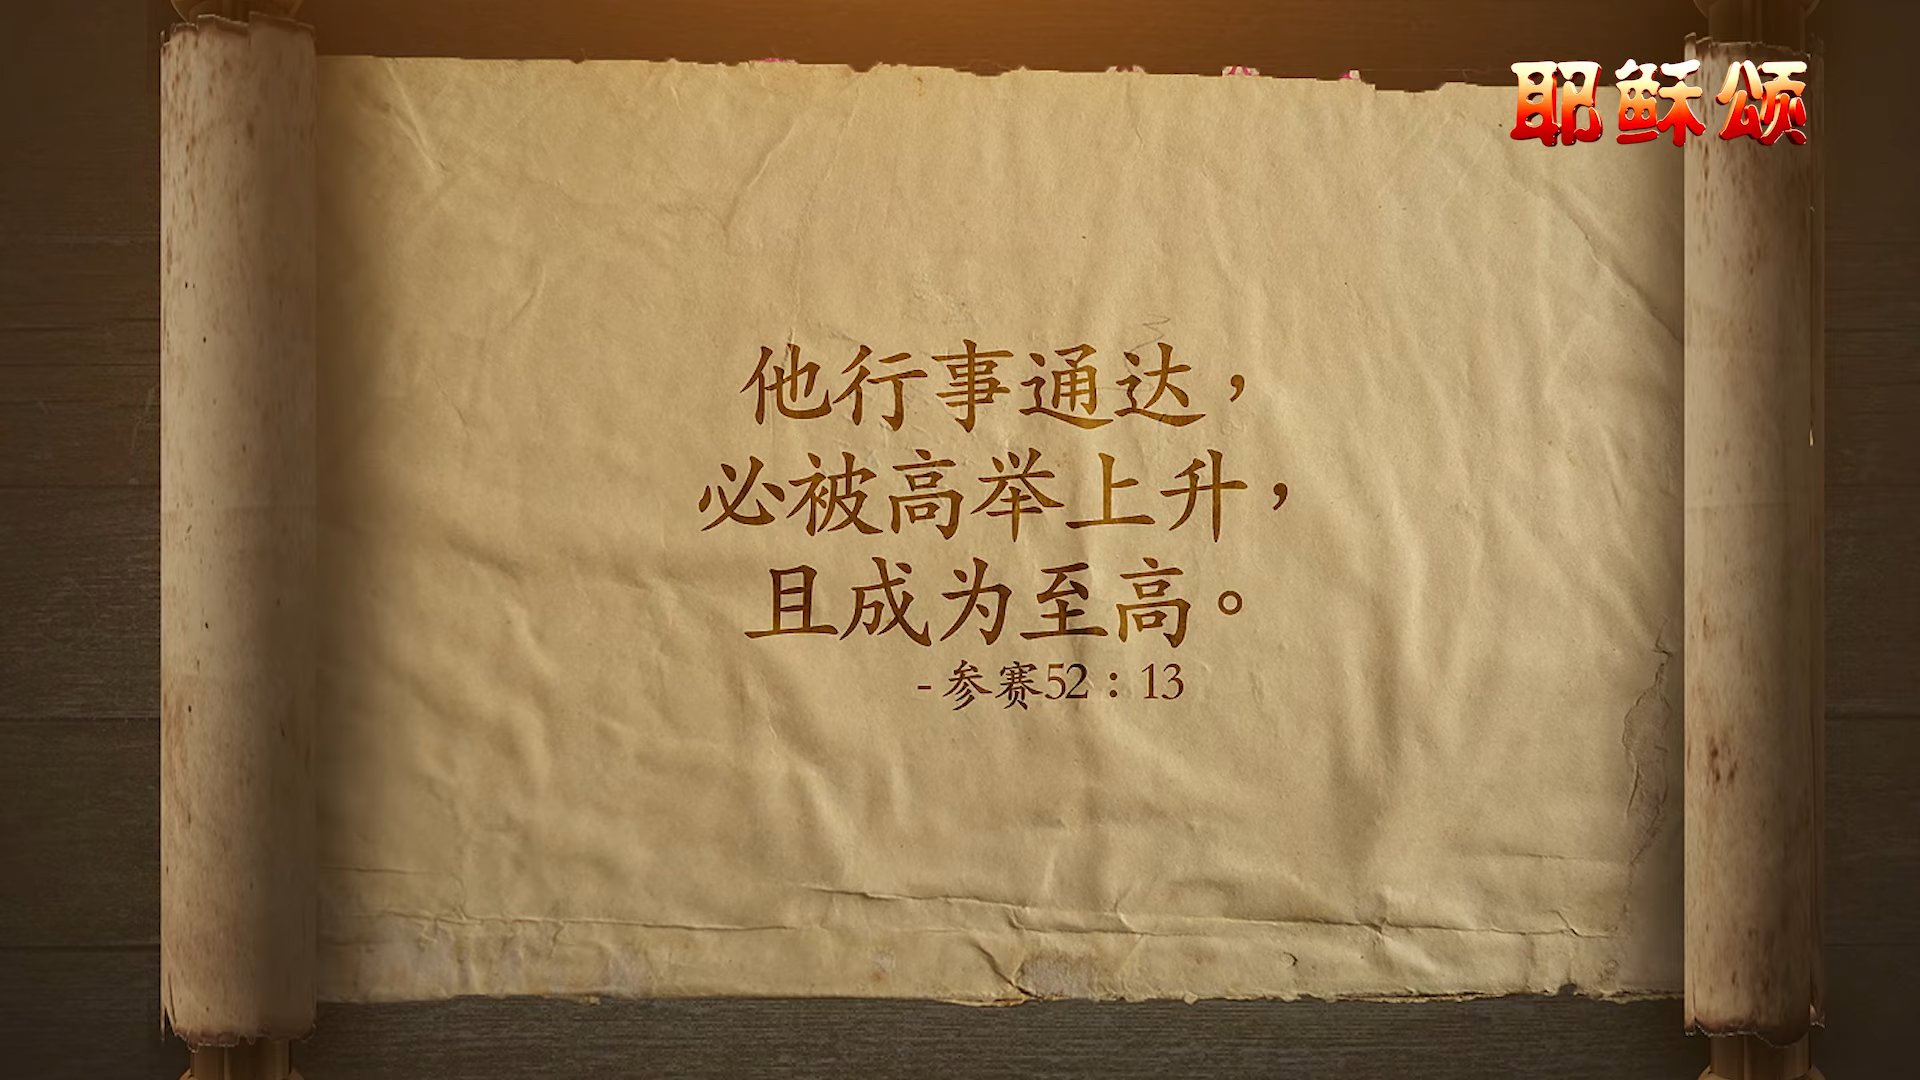 耶稣颂
他行事通达，
必被高举上升，
且成为至高。
-参赛52：13